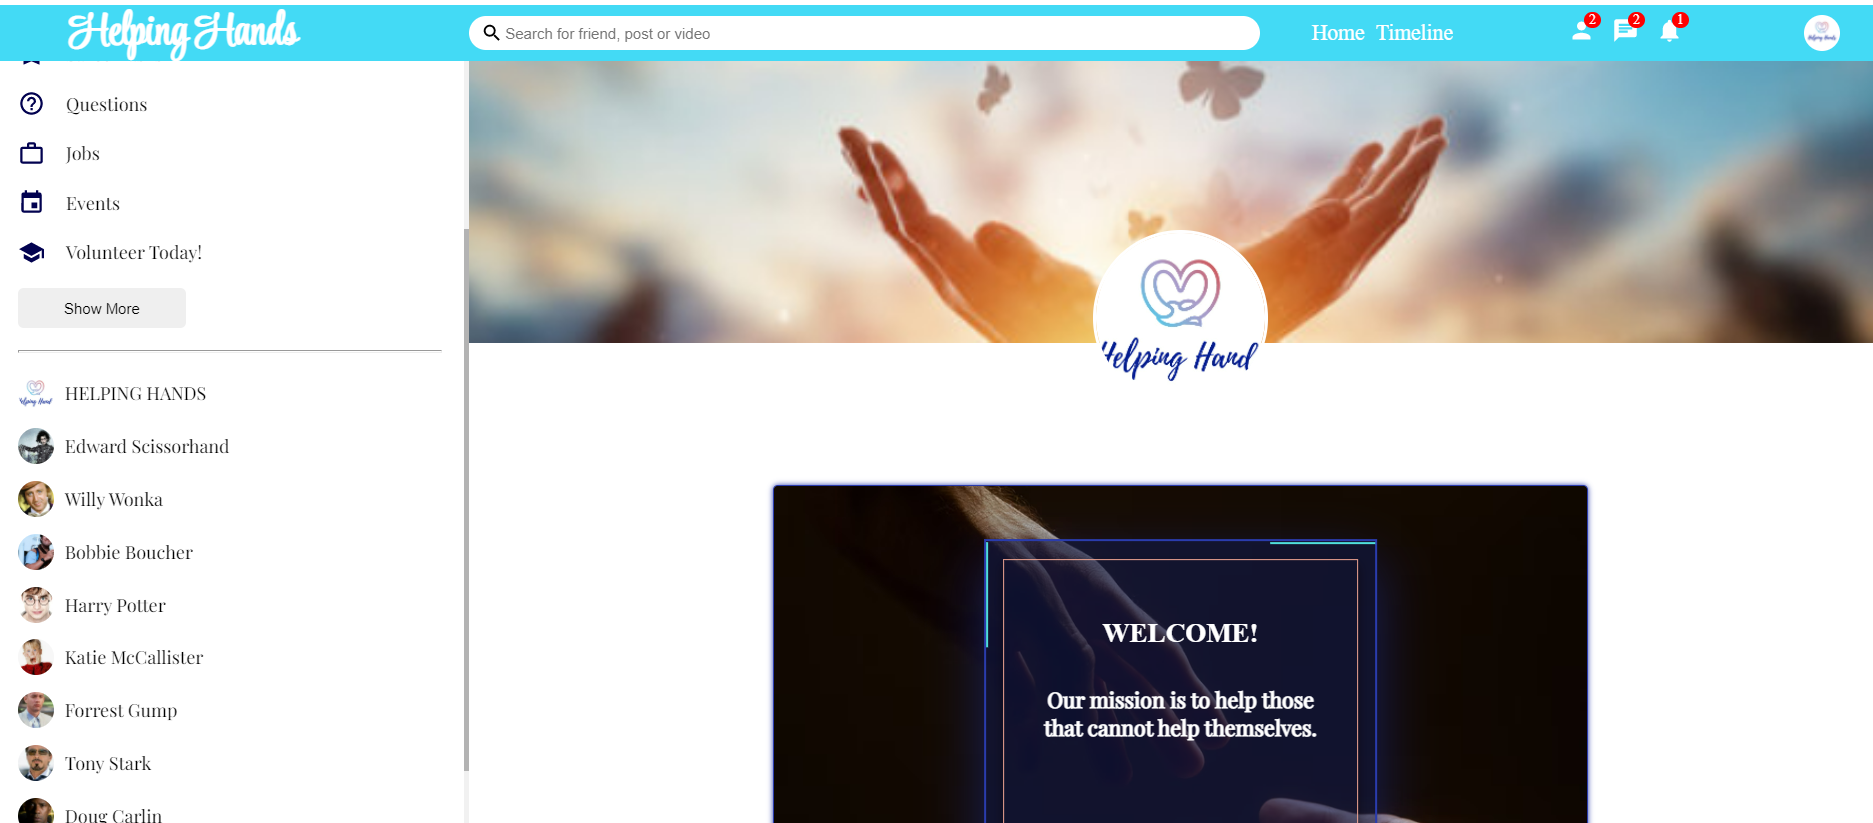 Helping Hands
Search for friend, post or video
Home Timeline
2 2 1
Questions
Jobs
Events
Volunteer Today!
Show More
HELPING HANDS
Edward Scissorhand
Willy Wonka
Bobbie Boucher
Harry Potter
Katie McCallister
Forrest Gump
Tony Stark
Doug Carlin
Helping Hand
WELCOME!
Our mission is to help those
that cannot help themselves.